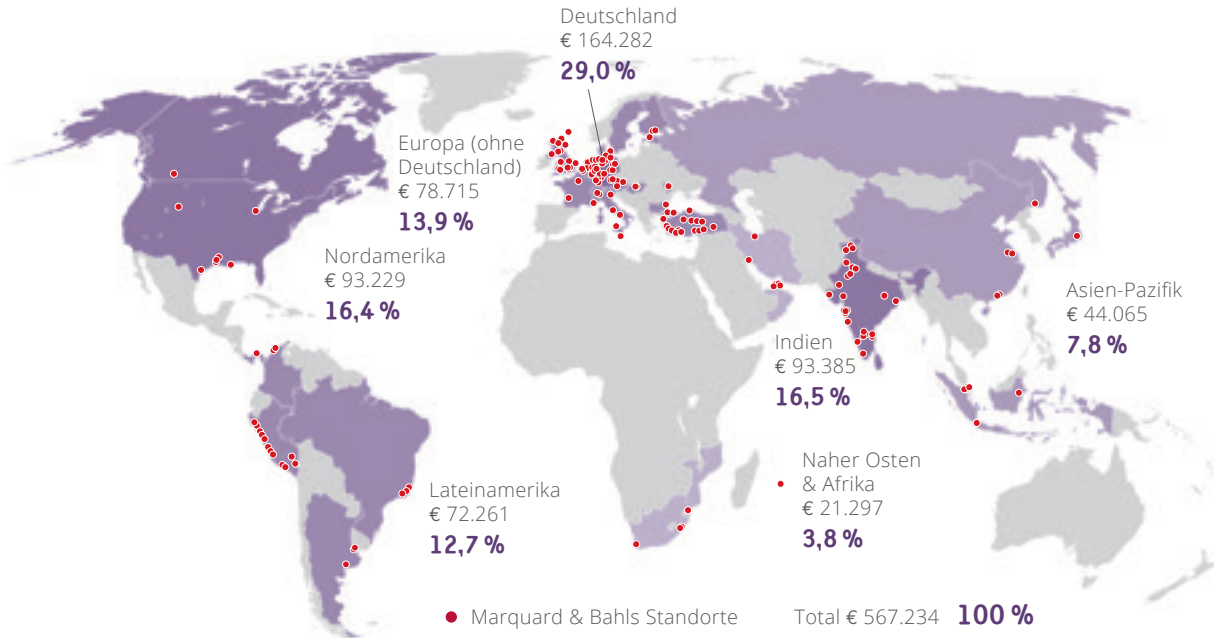 Deutschland
€ 164.282
29,0 %
Europa (ohne
Deutschland)
€ 78.715
13,9 %
Nordamerika
€ 93.229
16,4 %
Asien-Pazifik
€ 44.065
7,8 %
Indien
€ 93.385
16,5 %
Naher Osten
& Afrika
€ 21.297
3,8 %
Lateinamerika
€ 72.261
12,7 %
Marquard & Bahls Standorte Total € 567.234 100 %